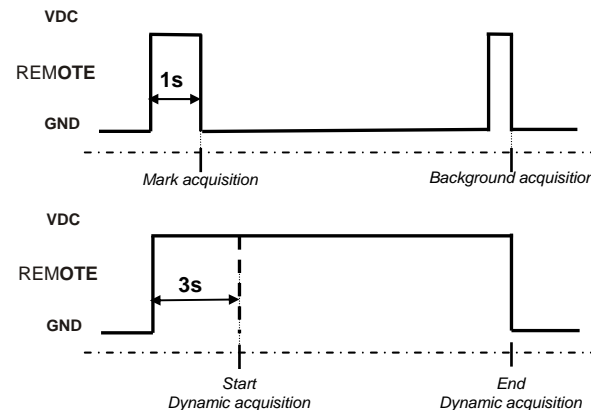 VDC
REMOTE
1s
GND
Mark acquisition
Background acquisition
VDC
REMOTE
3s
GND
Start
Dynamic acquisition
End
Dynamic acquisition